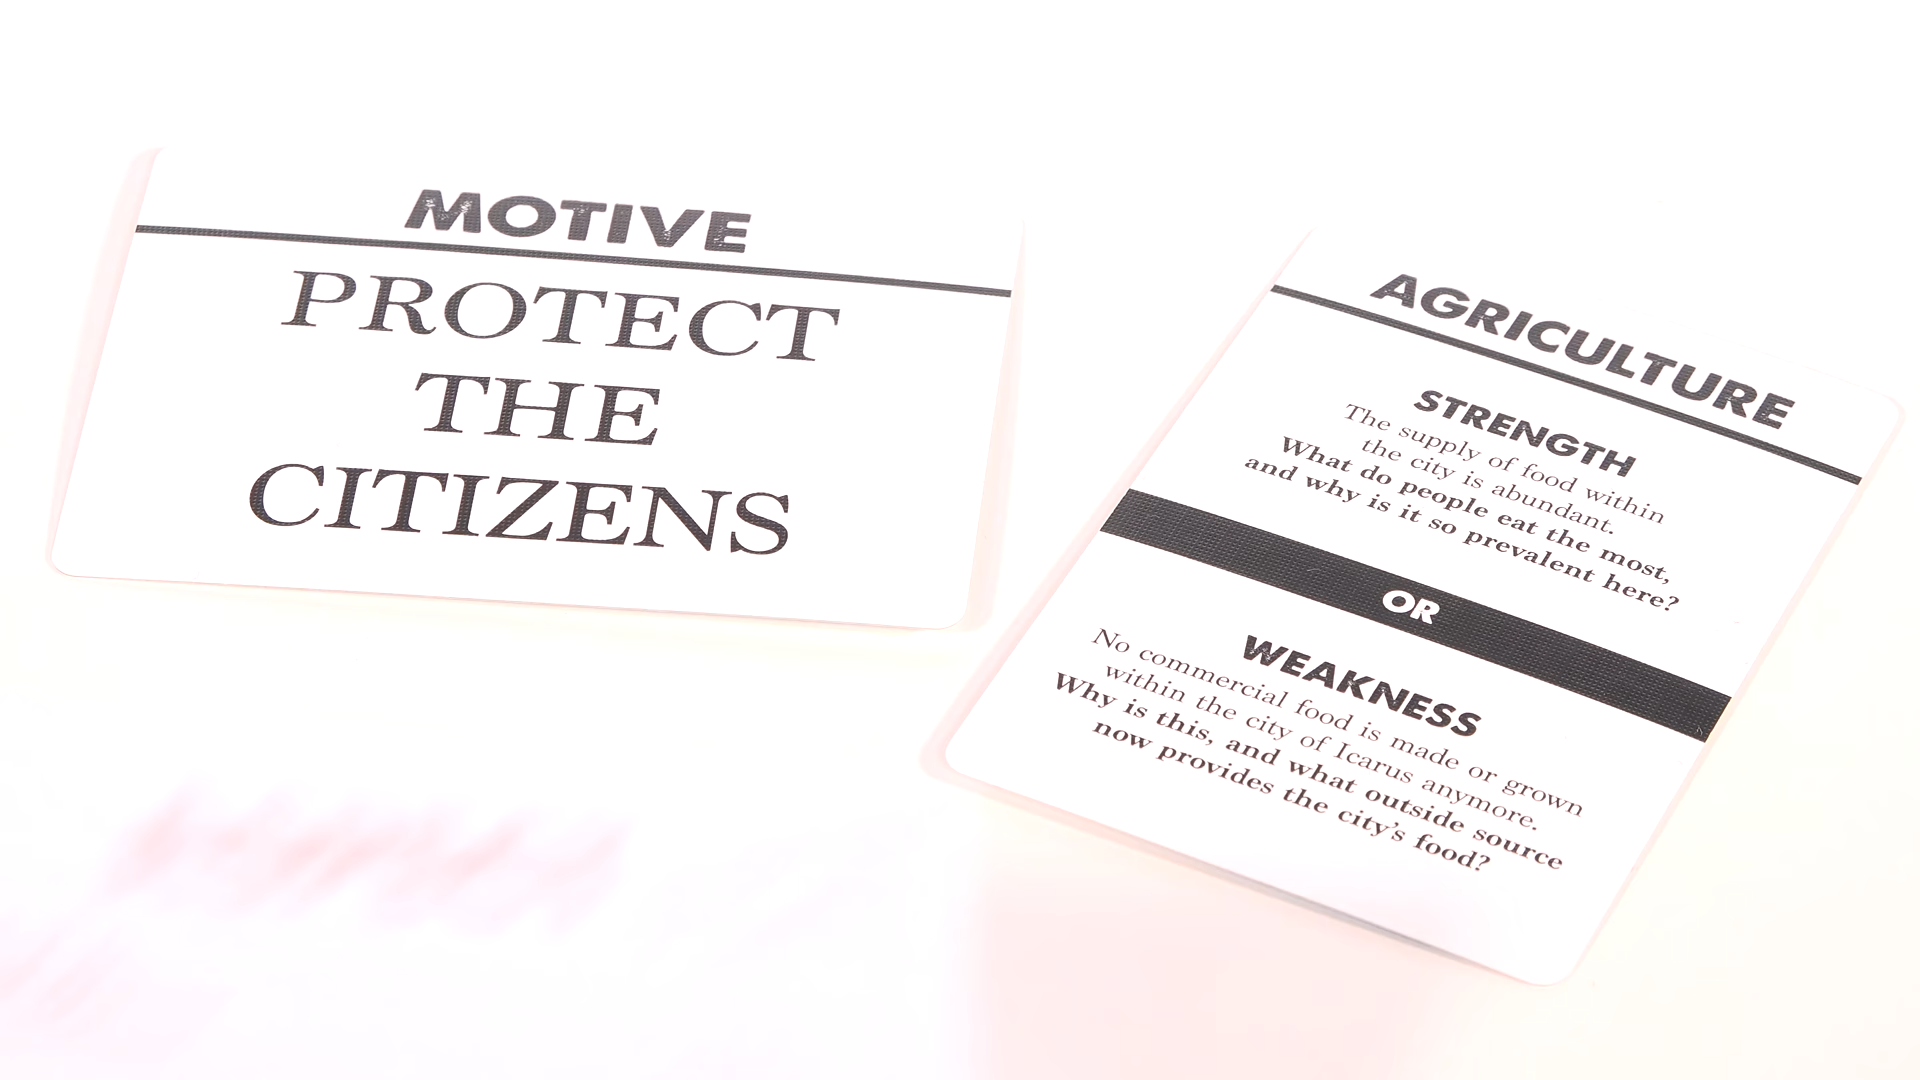 MOTIVE
PROTECT
THE
CITIZENS
AGRICULTURE
STRENGTH
The supply of food within
the city is abundant.
What do people eat the most,
and why is it so prevalent here?
OR
WEAKNESS
No commercial food is made or grown
within the city of Icarus anymore.
Why is this, and what outside source
now provides the city's food?